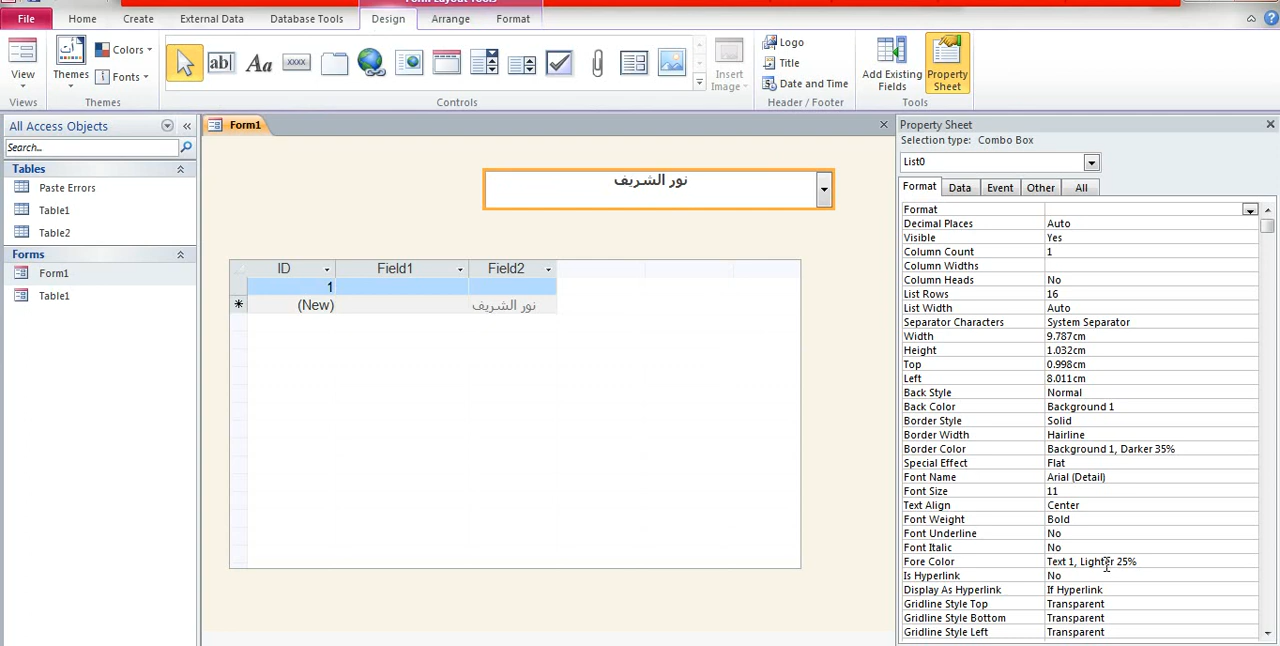 File Home Create External Data Database Tools Design Arrange Format
View
Views
Themes
Colors
Fonts
Themes
ab|
Aa
XXXX
Controls
Insert
Image
Logo
Title
Date and Time
Header / Footer
Add Existing
Fields
Property
Sheet
Tools
All Access Objects
Search...
Tables
Paste Errors
Table1
Table2
Forms
Form1
Table1
Form1
نور الشريف
ID Field1 Field2
1
(New) نور الشريف
Property Sheet
Selection type: Combo Box
List0
Format Data Event Other All
Format
Decimal Places Auto
Visible Yes
Column Count 1
Column Widths
Column Heads No
List Rows 16
List Width Auto
Separator Characters System Separator
Width 9.787cm
Height 1.032cm
Top 0.998cm
Left 8.011cm
Back Style Normal
Back Color Background 1
Border Style Solid
Border Width Hairline
Border Color Background 1, Darker 35%
Special Effect Flat
Font Name Arial (Detail)
Font Size 11
Text Align Center
Font Weight Bold
Font Underline No
Font Italic No
Fore Color Text 1, Lighter 25%
Is Hyperlink No
Display As Hyperlink If Hyperlink
Gridline Style Top Transparent
Gridline Style Bottom Transparent
Gridline Style Left Transparent